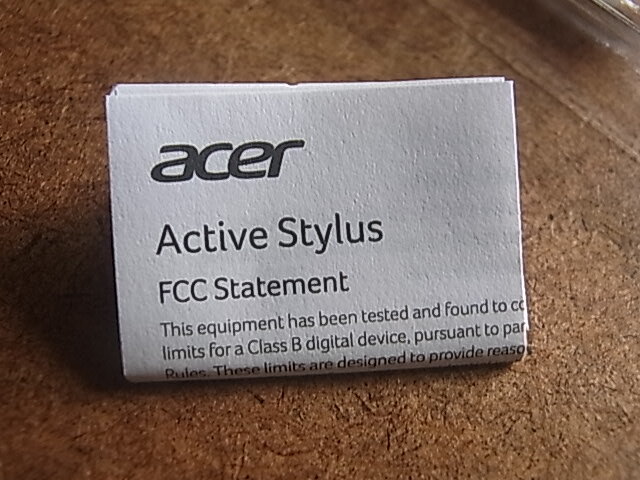 acer
Active Stylus
FCC Statement
This equipment has been tested and found to
limits for a Class B digital device, pursuant to
Rules. These limits are designed to provide